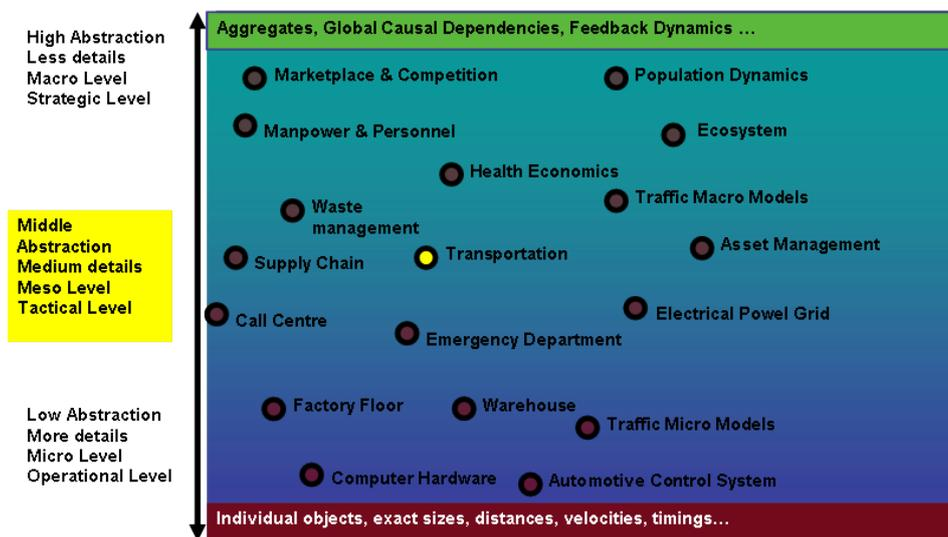 High Abstraction
Less details
Macro Level
Strategic Level
Aggregates, Global Causal Dependencies, Feedback Dynamics ...
Marketplace & Competition
Population Dynamics
Manpower & Personnel
Ecosystem
Health Economics
Traffic Macro Models
Waste
management
Middle
Abstraction
Medium details
Meso Level
Tactical Level
Asset Management
Transportation
Supply Chain
Call Centre
Electrical Powel Grid
Emergency Department
Low Abstraction
More details
Micro Level
Operational Level
Factory Floor
Warehouse
Traffic Micro Models
Computer Hardware
Automotive Control System
Individual objects, exact sizes, distances, velocities, timings...